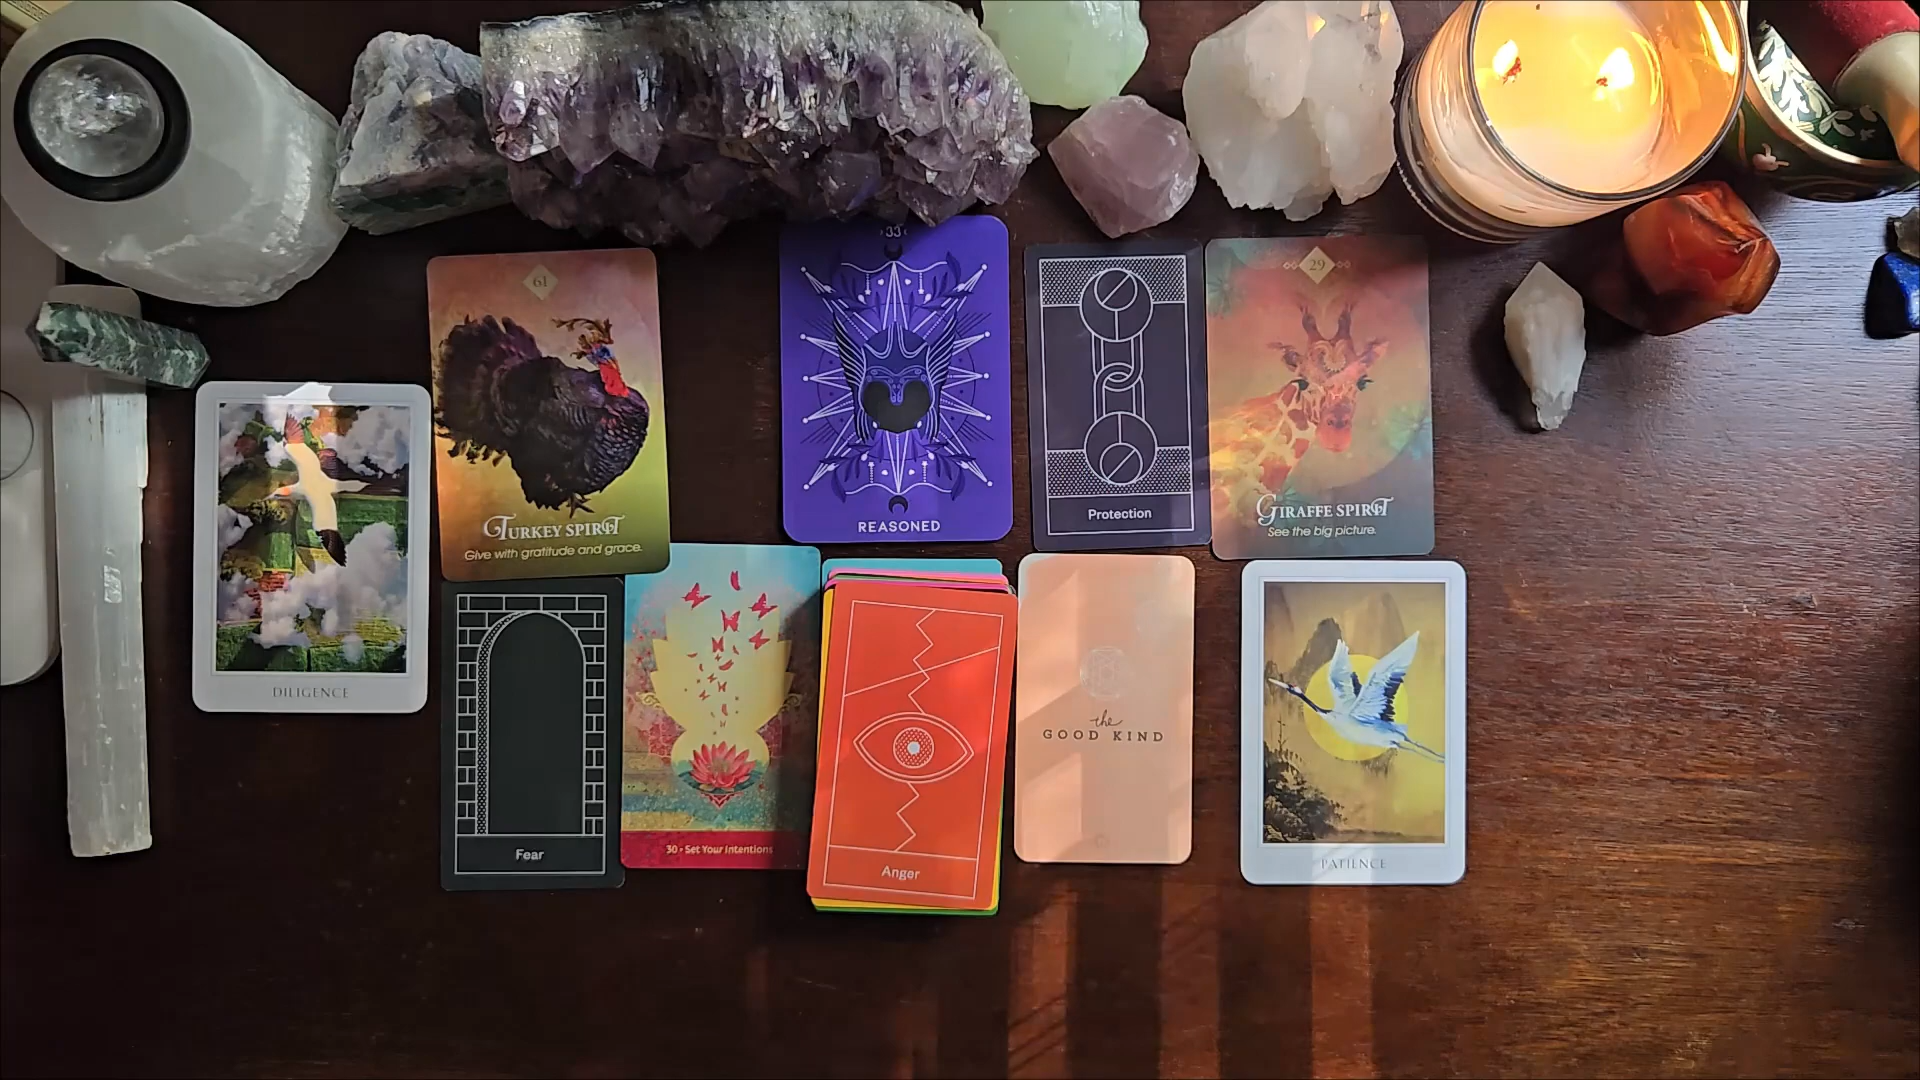 61
TURKEY SPIRIT
Give with gratitude and grace.
33
REASONED
Protection
29
GIRAFFE SPIRIT
See the big picture.
DILIGENCE
Fear
30 - Set Your Intentions
Anger
the
GOOD KIND
PATIENCE